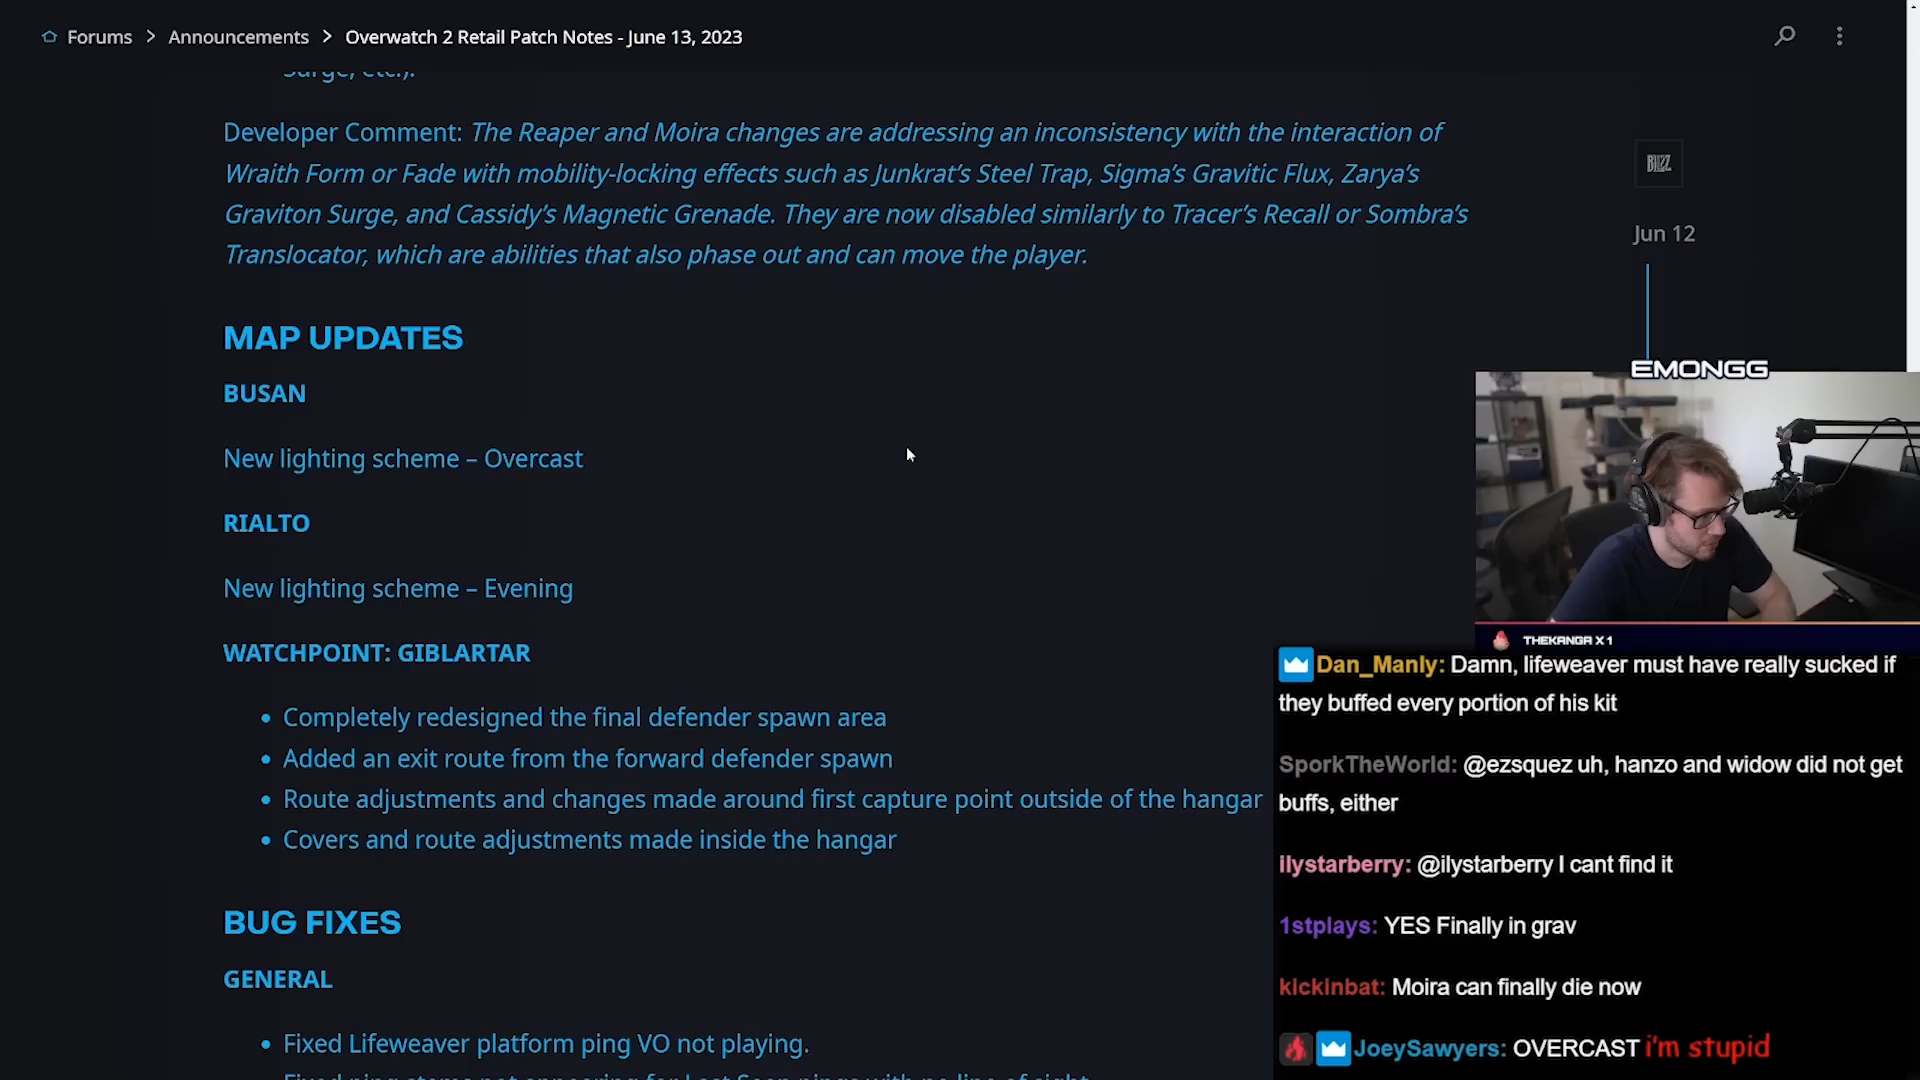 Forums > Announcements > Overwatch 2 Retail Patch Notes - June 13, 2023
Surge, etc.).
Developer Comment: The Reaper and Moira changes are addressing an inconsistency with the interaction of
Wraith Form or Fade with mobility-locking effects such as Junkrat's Steel Trap, Sigma's Gravitic Flux, Zarya's
Graviton Surge, and Cassidy's Magnetic Grenade. They are now disabled similarly to Tracer's Recall or Sombra's
Translocator, which are abilities that also phase out and can move the player.
BLIZZ
Jun 12
MAP UPDATES
BUSAN
New lighting scheme – Overcast
RIALTO
New lighting scheme – Evening
WATCHPOINT: GIBLARTAR
• Completely redesigned the final defender spawn area
• Added an exit route from the forward defender spawn
• Route adjustments and changes made around first capture point outside of the hangar
• Covers and route adjustments made inside the hangar
BUG FIXES
GENERAL
• Fixed Lifeweaver platform ping VO not playing.
EMONGG
THEKANGA X 1
Dan_Manly: Damn, lifeweaver must have really sucked if
they buffed every portion of his kit
SporkTheWorld: @ezsquez uh, hanzo and widow did not get
buffs, either
ilystarberry: @ilystarberry I cant find it
1stplays: YES Finally in grav
kickinbat: Moira can finally die now
JoeySawyers: OVERCAST i'm stupid